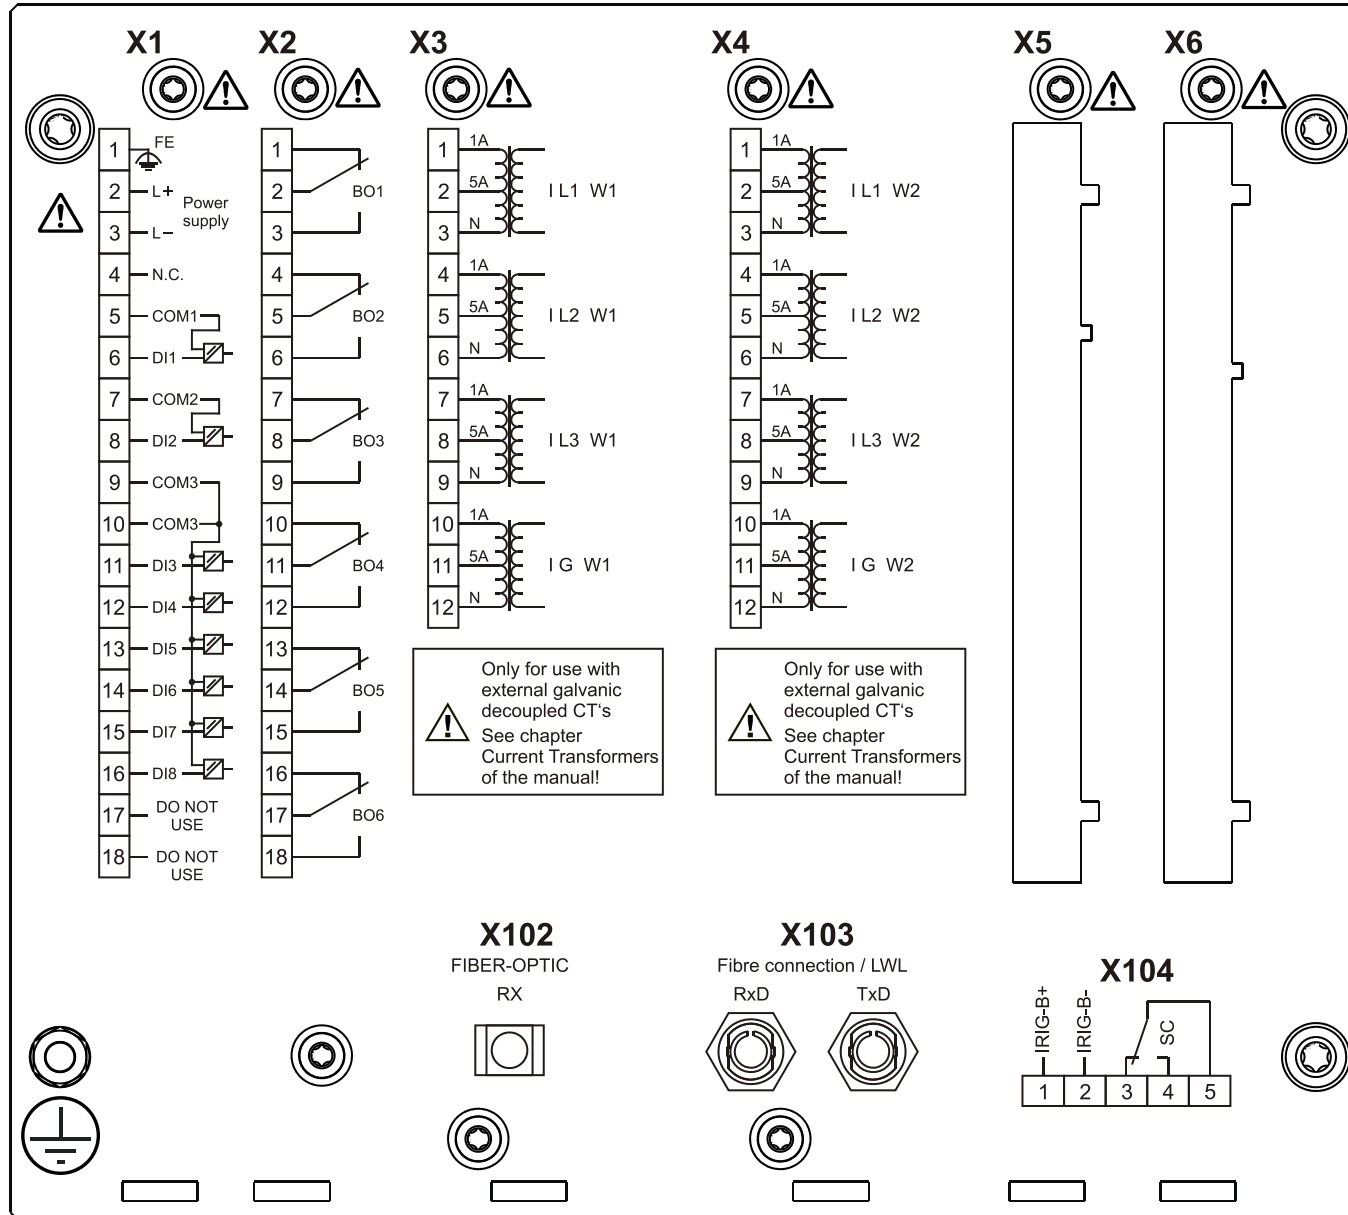 X1
X2
X3
X4
X5
X6
1 FE
2 L+
Power
supply
3 L–
4 N.C.
5 COM1
6 DI1
7 COM2
8 DI2
9 COM3
10 COM3
11 DI3
12 DI4
13 DI5
14 DI6
15 DI7
16 DI8
17 DO NOT
USE
18 DO NOT
USE
1
2 BO1
3
4
5 BO2
6
7
8 BO3
9
10
11 BO4
12
13
14 BO5
15
16
17 BO6
18
1 1A
2 5A I L1 W1
3 N
4 1A
5 5A I L2 W1
6 N
7 1A
8 5A I L3 W1
9 N
10 1A
11 5A I G W1
12 N
Only for use with
external galvanic
decoupled CT‘s
See chapter
Current Transformers
of the manual!
1 1A
2 5A I L1 W2
3 N
4 1A
5 5A I L2 W2
6 N
7 1A
8 5A I L3 W2
9 N
10 1A
11 5A I G W2
12 N
Only for use with
external galvanic
decoupled CT‘s
See chapter
Current Transformers
of the manual!
X102
FIBER-OPTIC
RX
X103
Fibre connection / LWL
RxD TxD
X104
IRIG-B+
IRIG-B-
SC
1 2 3 4 5